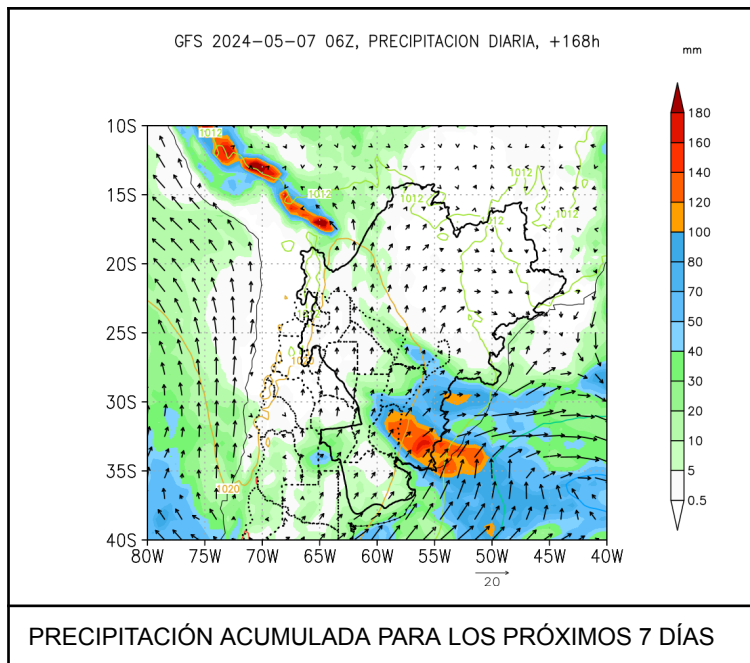 GFS 2024-05-07 06Z, PRECIPITACION DIARIA, +168h
mm
180
160
140
120
100
80
70
60
50
40
30
20
10
5
0.5
10S
15S
20S
25S
30S
35S
40S
1012
1012
1012
1012
1012
1020
80W 75W 70W 65W 60W 55W 50W 45W 40W
20
PRECIPITACIÓN ACUMULADA PARA LOS PRÓXIMOS 7 DÍAS